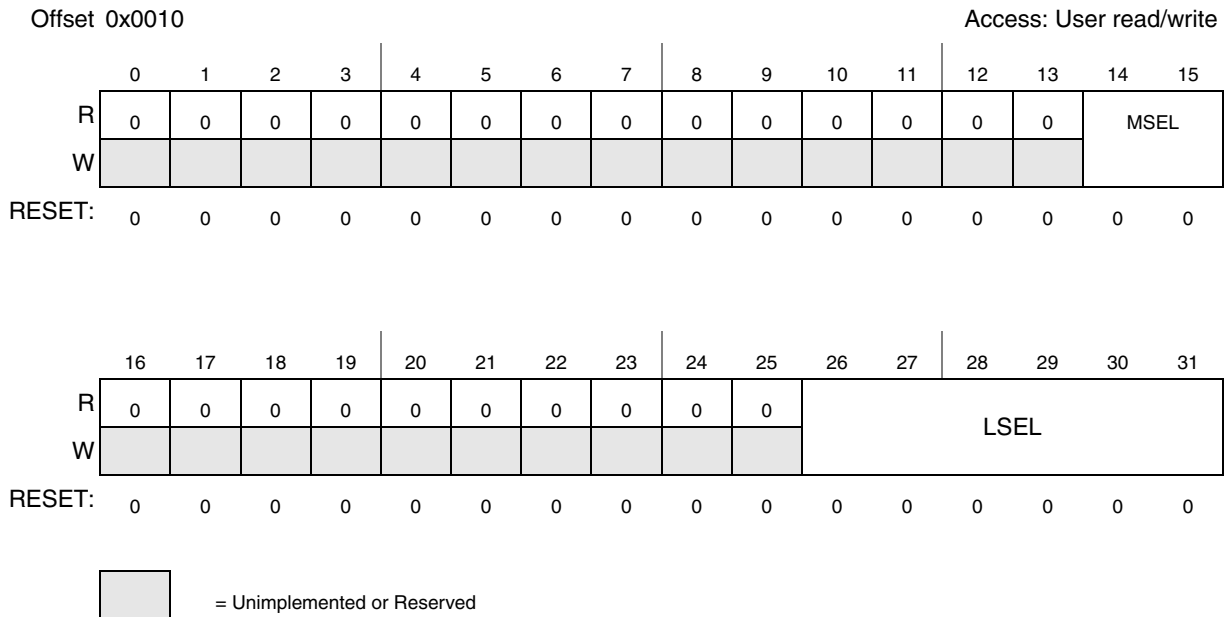 Offset 0x0010 Access: User read/write
0 1 2 3 4 5 6 7 8 9 10 11 12 13 14 15
R 0 0 0 0 0 0 0 0 0 0 0 0 0 0 MSEL
W
RESET: 0 0 0 0 0 0 0 0 0 0 0 0 0 0 0 0
16 17 18 19 20 21 22 23 24 25 26 27 28 29 30 31
R 0 0 0 0 0 0 0 0 0 0 LSEL
W
RESET: 0 0 0 0 0 0 0 0 0 0 0 0 0 0 0 0
= Unimplemented or Reserved